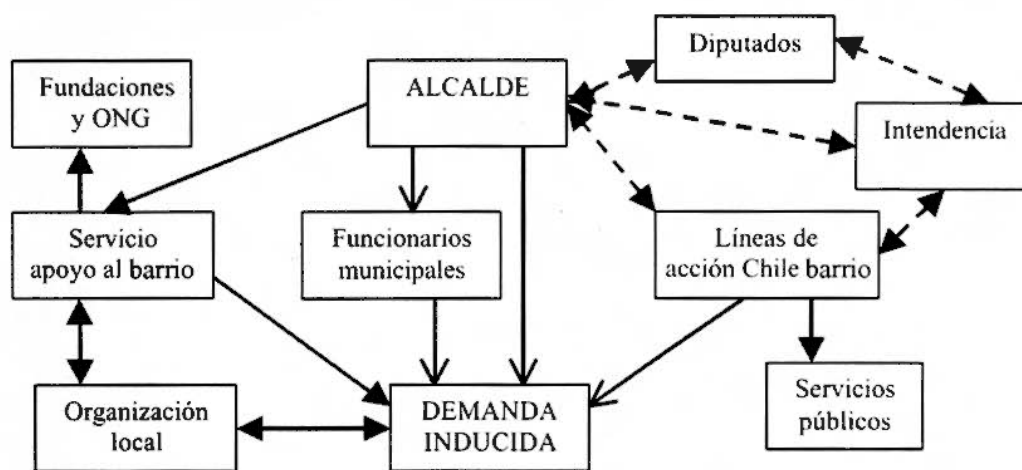 Diputados
Fundaciones
y ONG
ALCALDE
Intendencia
Servicio
apoyo al barrio
Funcionarios
municipales
Líneas de
acción Chile barrio
Organización
local
DEMANDA
INDUCIDA
Servicios
públicos